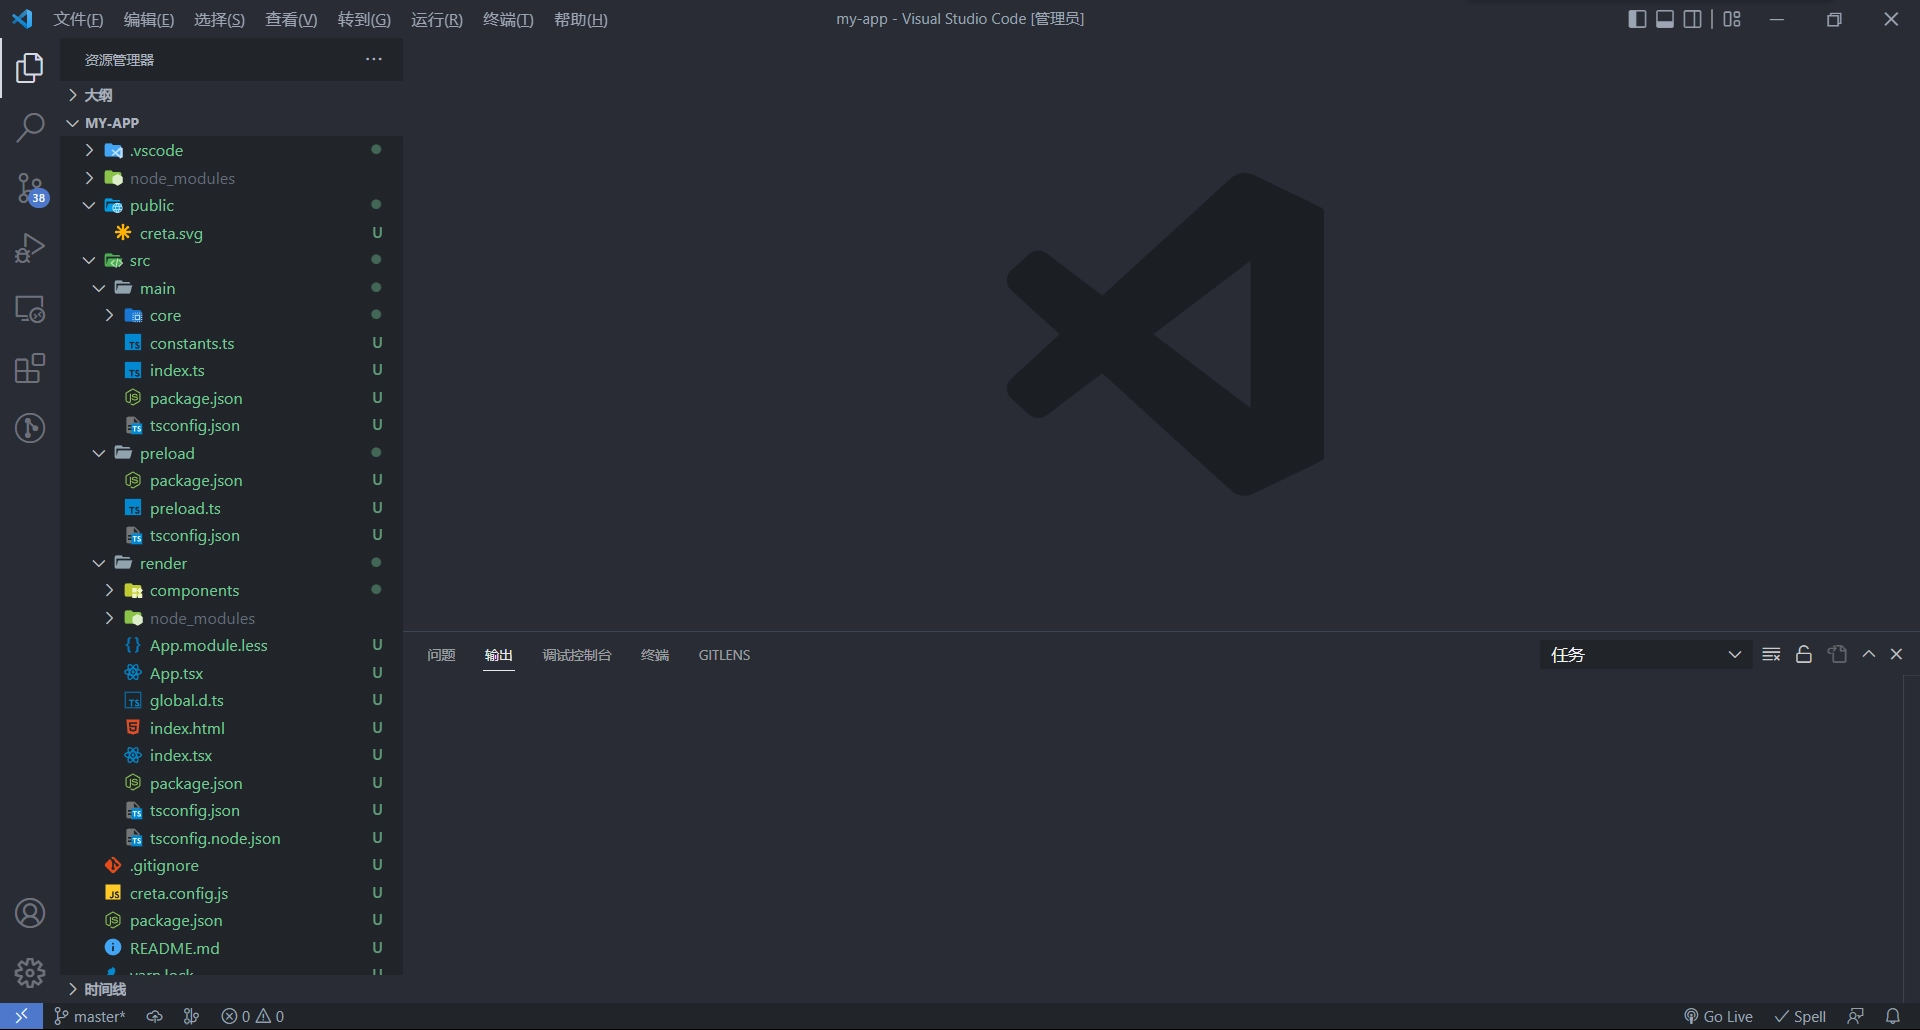 文件(F) 编辑(E) 选择(S) 查看(V) 转到(G) 运行(R) 终端(T) 帮助(H)
my-app - Visual Studio Code [管理员]
资源管理器
大纲
MY-APP
.vscode
node_modules
public
creta.svg U
src
main
core
constants.ts U
index.ts U
package.json U
tsconfig.json U
preload
package.json U
preload.ts U
tsconfig.json U
render
components
node_modules
App.module.less U
App.tsx U
global.d.ts U
index.html U
index.tsx U
package.json U
tsconfig.json U
tsconfig.node.json U
.gitignore U
creta.config.js U
package.json U
README.md U
yarn.lock U
时间线
38
问题 输出 调试控制台 终端 GITLENS
任务
master* 0 0
Go Live Spell